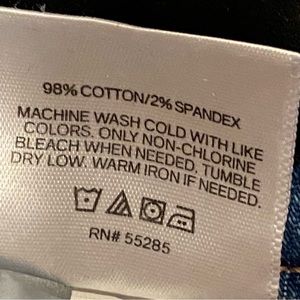 98% COTTON/2% SPANDEX
MACHINE WASH COLD WITH LIKE
COLORS. ONLY NON-CHLORINE
BLEACH WHEN NEEDED. TUMBLE
DRY LOW. WARM IRON IF NEEDED.
RN# 55285